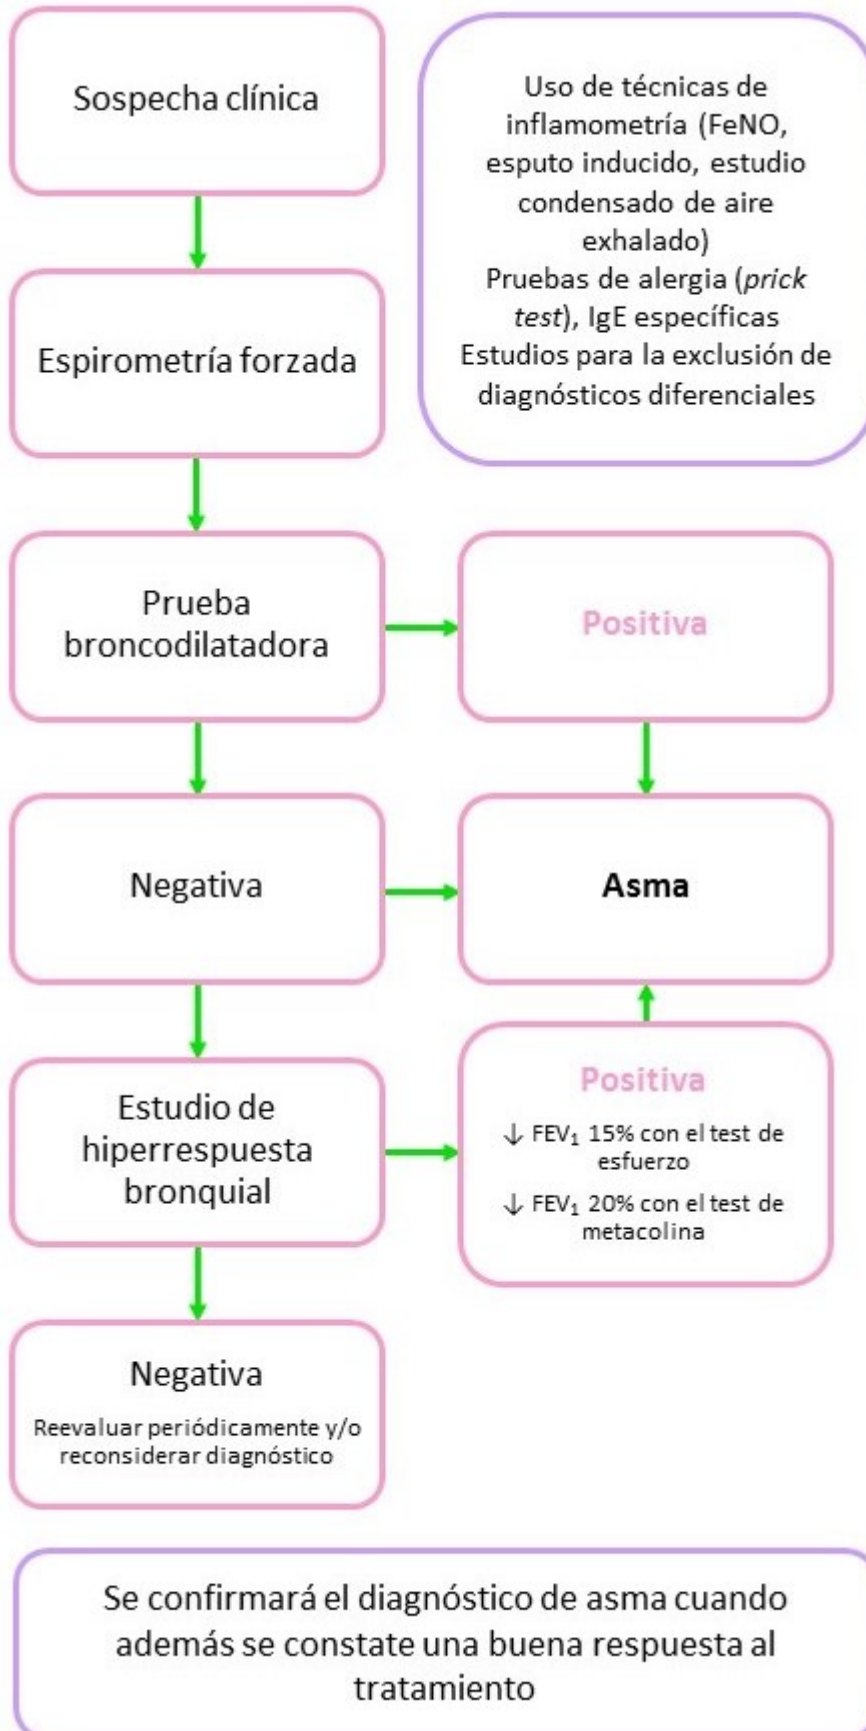 Sospecha clínica
Uso de técnicas de
inflamometría (FeNO,
esputo inducido, estudio
condensado de aire
exhalado)
Pruebas de alergia (prick
test), IgE específicas
Estudios para la exclusión de
diagnósticos diferenciales
Espirometría forzada
Prueba
broncodilatadora
Positiva
Negativa
Asma
Estudio de
hiperrespuesta
bronquial
Positiva
↓ FEV₁ 15% con el test de
esfuerzo
↓ FEV₁ 20% con el test de
metacolina
Negativa
Reevaluar periódicamente y/o
reconsiderar diagnóstico
Se confirmará el diagnóstico de asma cuando
además se constate una buena respuesta al
tratamiento